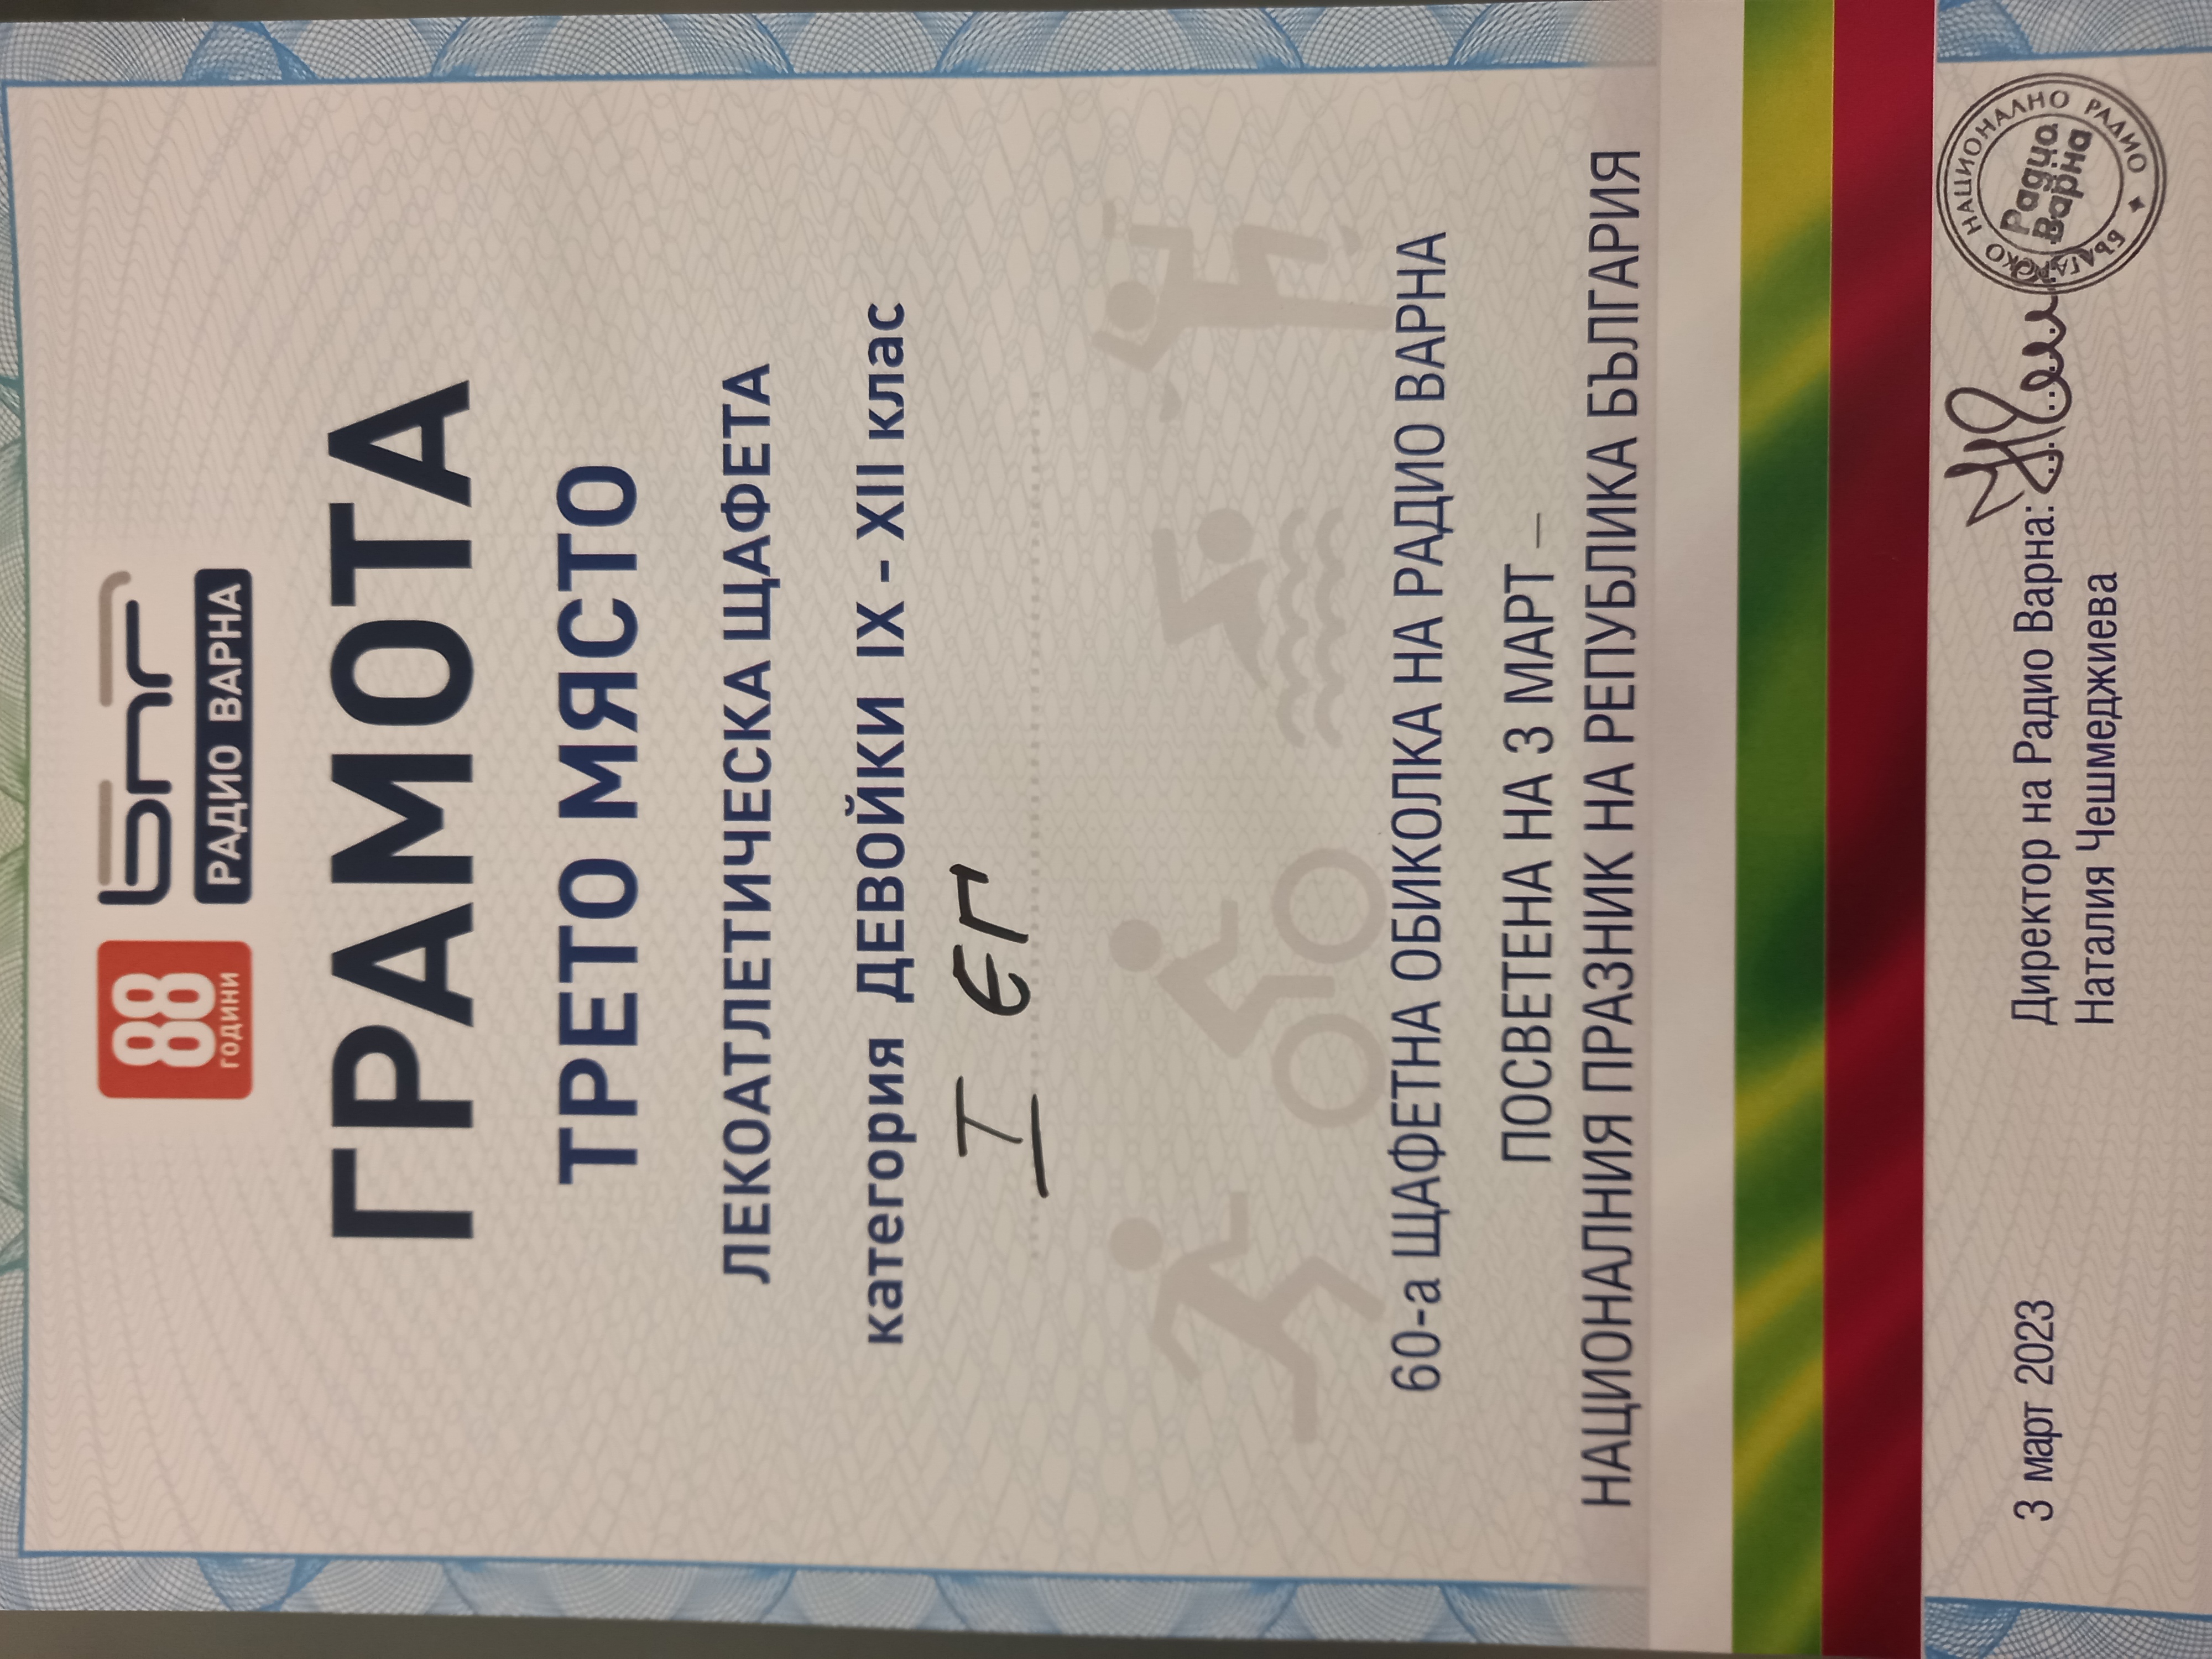 88
ГОДИНИ
bnr
РАДИО ВАРНА
ГРАМОТА
ТРЕТО МЯСТО
ЛЕКОАТЛЕТИЧЕСКА ЩАФЕТА
категория ДЕВОЙКИ IX - XII клас
I ЕГ
60-а ЩАФЕТНА ОБИКОЛКА НА РАДИО ВАРНА
ПОСВЕТЕНА НА 3 МАРТ –
НАЦИОНАЛНИЯ ПРАЗНИК НА РЕПУБЛИКА БЪЛГАРИЯ
3 март 2023
Директор на Радио Варна:
Наталия Чешмеджиева
БЪЛГАРСКО НАЦИОНАЛНО РАДИО
Радио
Варна